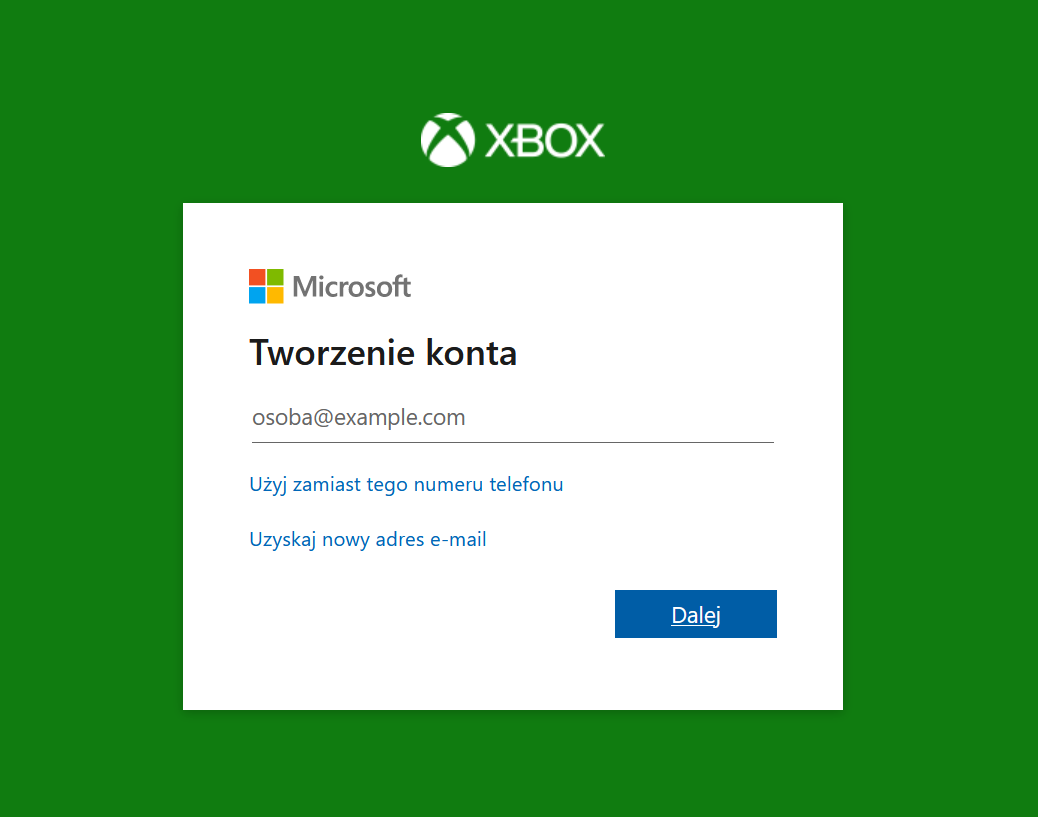 XBOX
Microsoft
Tworzenie konta
osoba@example.com
Użyj zamiast tego numeru telefonu
Uzyskaj nowy adres e-mail
Dalej